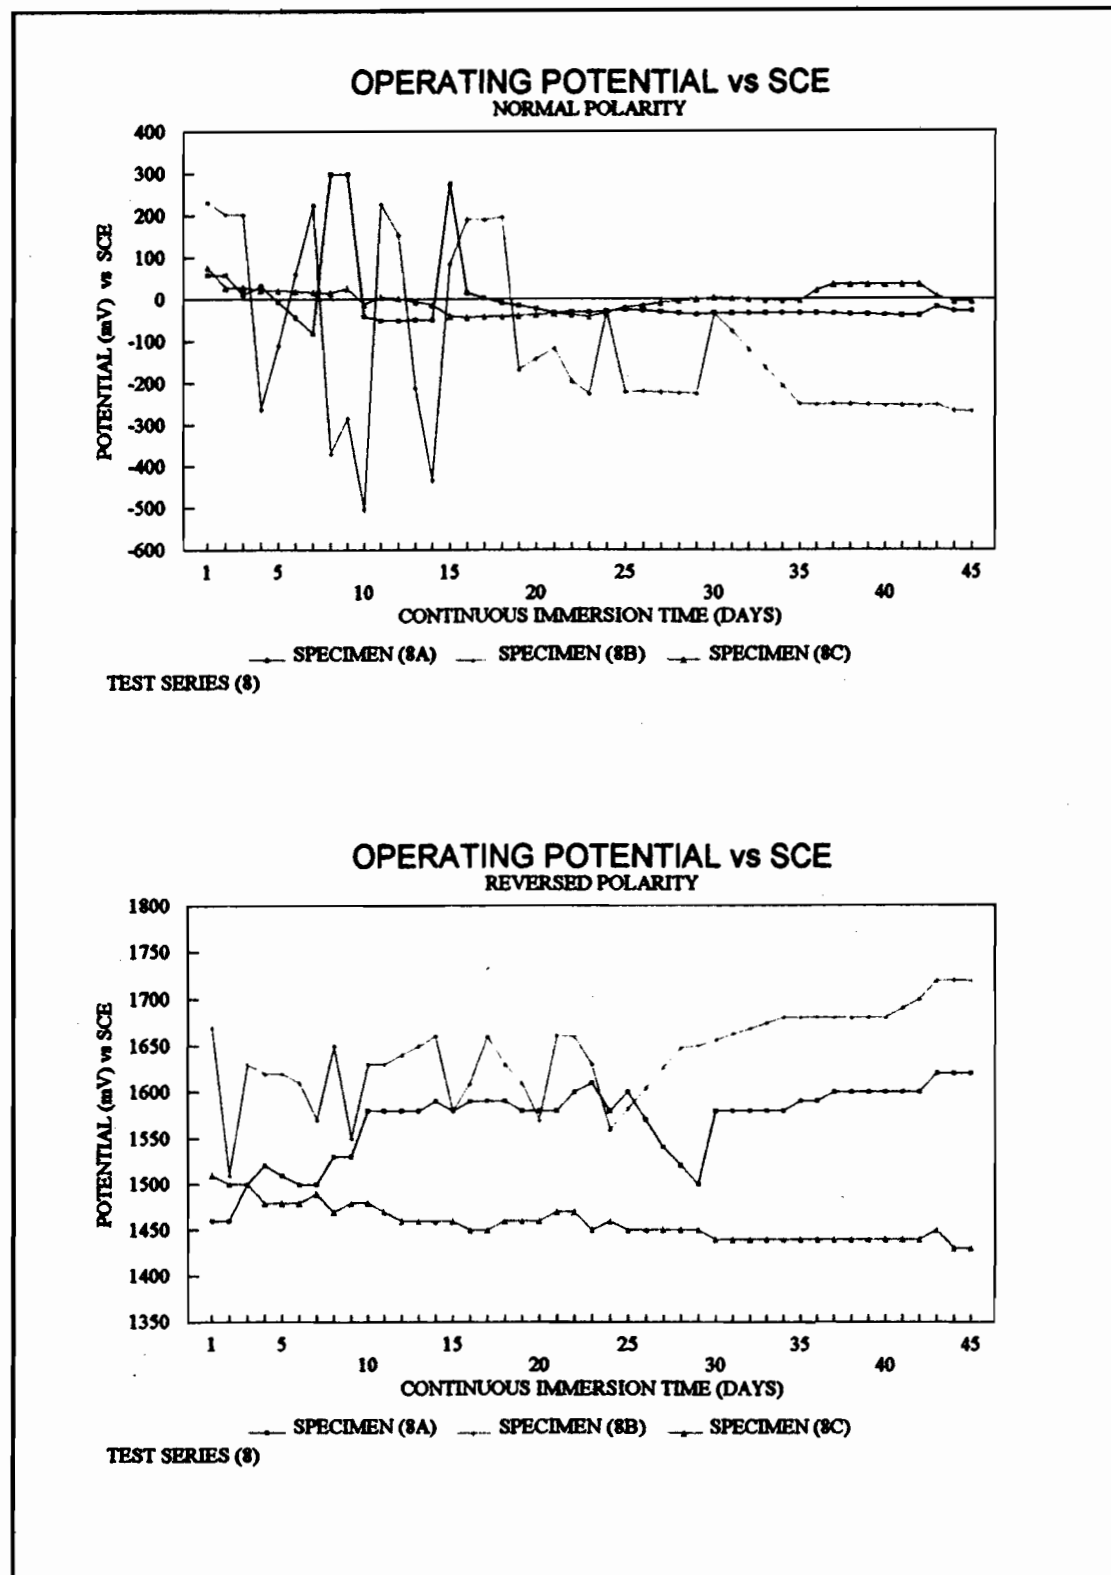 OPERATING POTENTIAL vs SCE
NORMAL POLARITY
400
300
200
100
0
-100
-200
-300
-400
-500
-600
POTENTIAL (mV) vs SCE
1 5 10 15 20 25 30 35 40 45
CONTINUOUS IMMERSION TIME (DAYS)
SPECIMEN (8A) SPECIMEN (8B) SPECIMEN (8C)
TEST SERIES (8)
OPERATING POTENTIAL vs SCE
REVERSED POLARITY
1800
1750
1700
1650
1600
1550
1500
1450
1400
1350
POTENTIAL (mV) vs SCE
1 5 10 15 20 25 30 35 40 45
CONTINUOUS IMMERSION TIME (DAYS)
SPECIMEN (8A) SPECIMEN (8B) SPECIMEN (8C)
TEST SERIES (8)